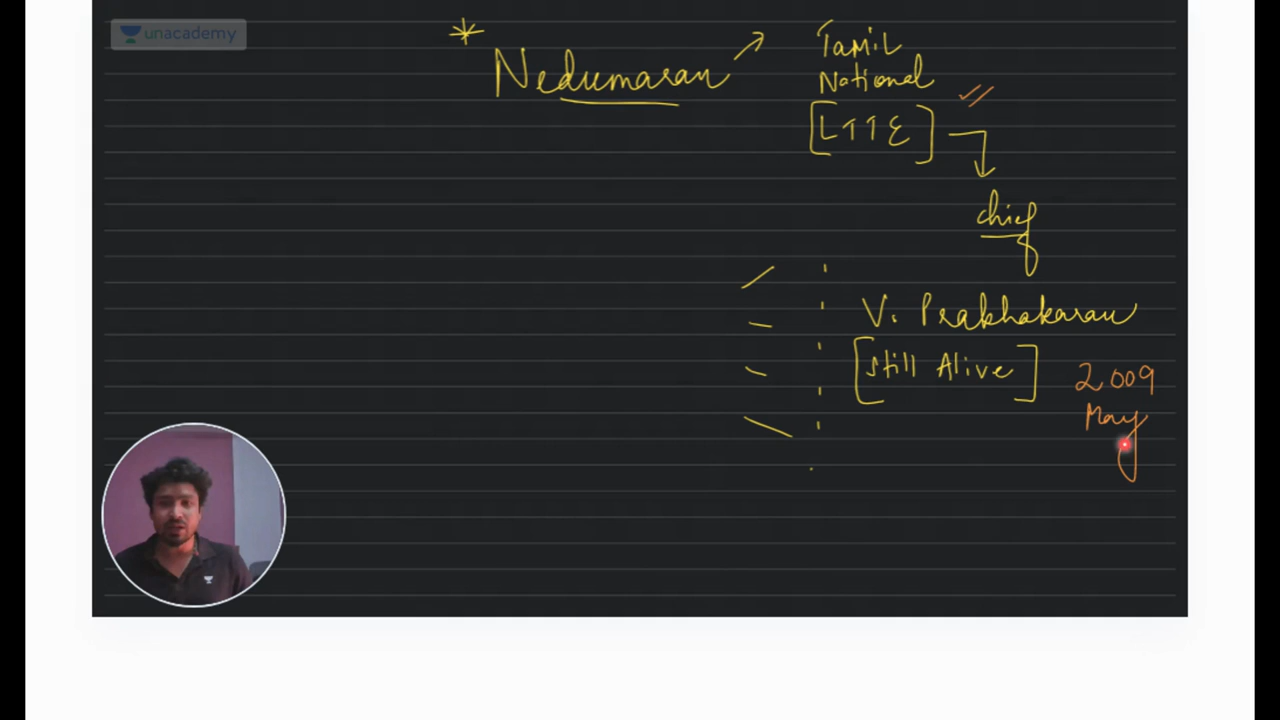 unacademy
* Nedumaran
Tamil
National
[LTTE]
chief
V. Prabhakaran
[Still Alive]
2009
May